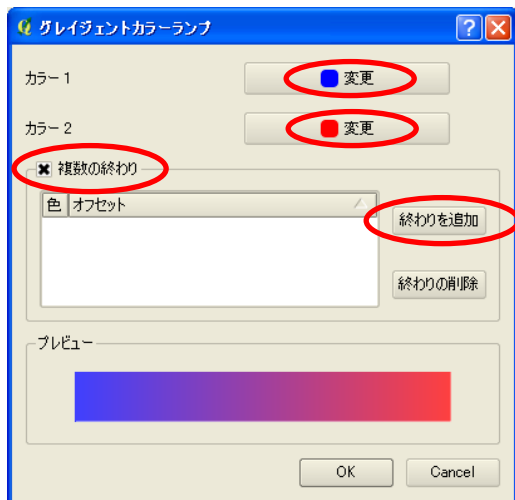 グレイジェントカラーランプ
カラー 1
変更
カラー 2
変更
複数の終わり
色 オフセット
終わりを追加
終わりの削除
プレビュー
OK Cancel